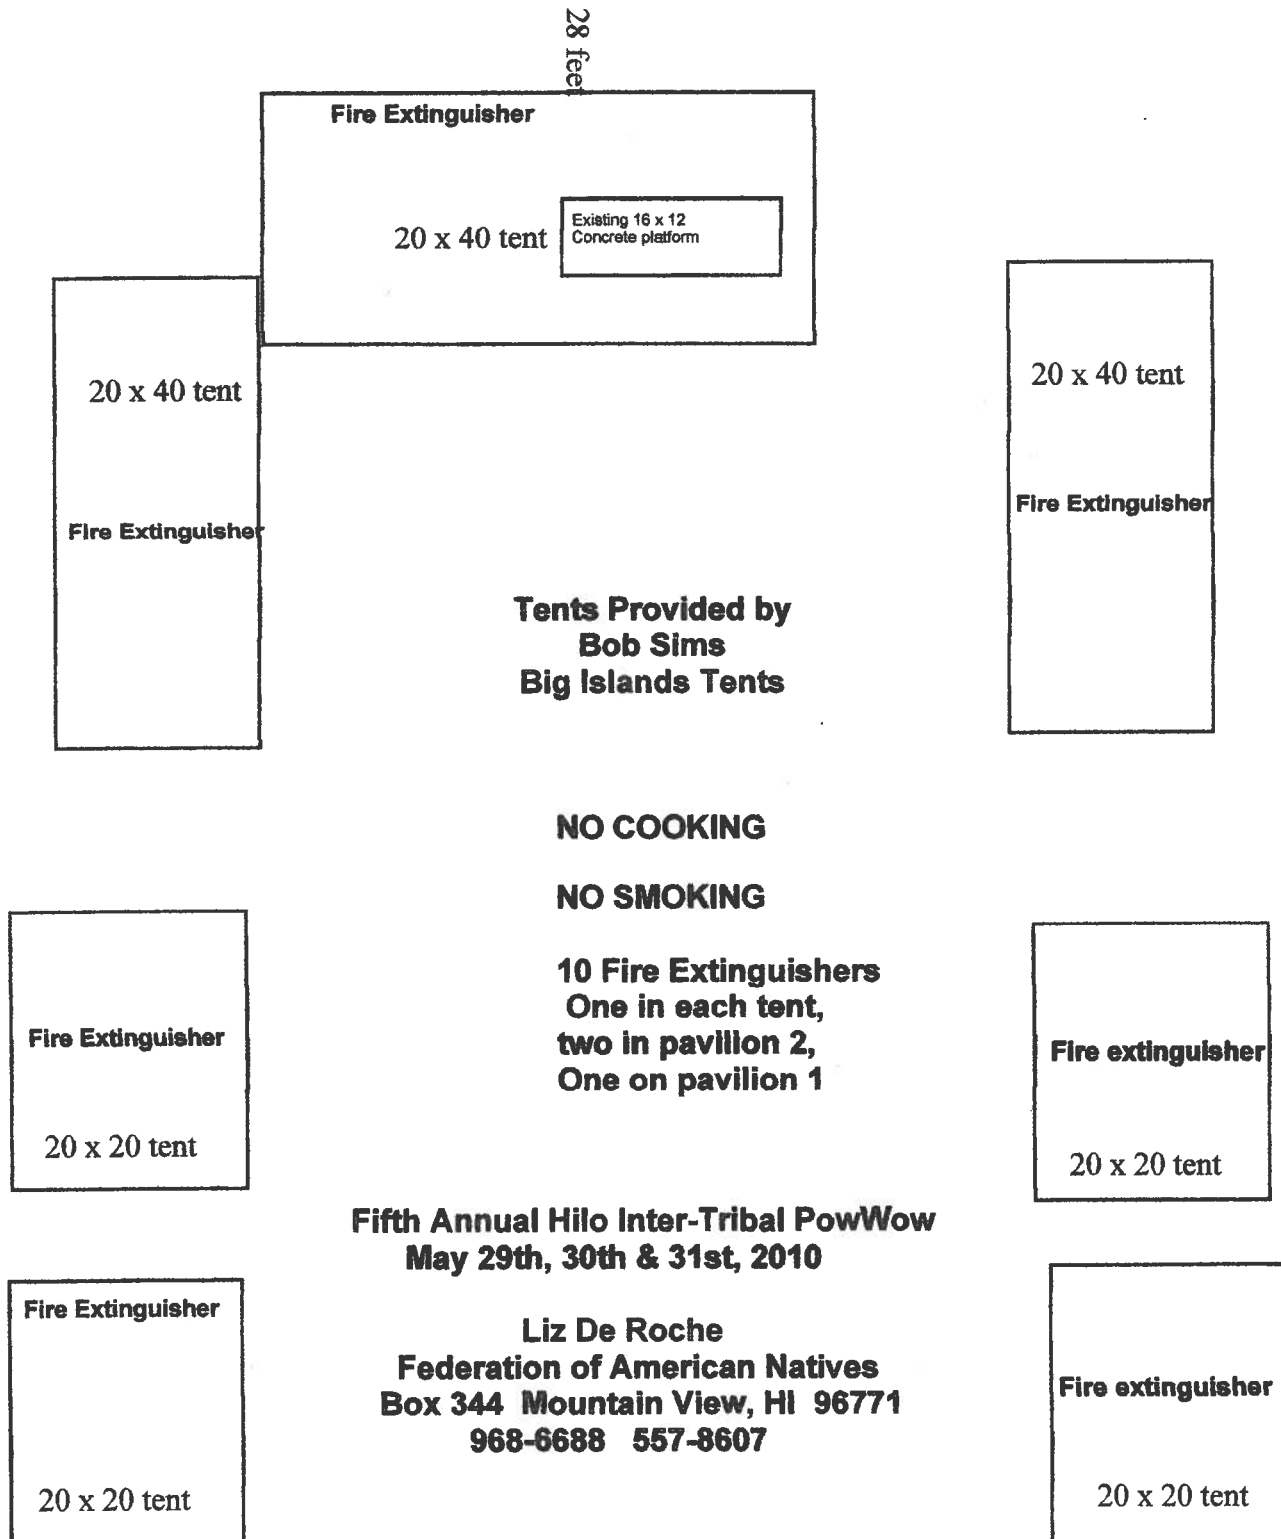 28 feet
Fire Extinguisher
20 x 40 tent
Existing 16 x 12
Concrete platform
20 x 40 tent
Fire Extinguisher
20 x 40 tent
Fire Extinguisher
Tents Provided by
Bob Sims
Big Islands Tents
NO COOKING
NO SMOKING
10 Fire Extinguishers
One in each tent,
two in pavilion 2,
One on pavilion 1
Fire Extinguisher
20 x 20 tent
Fire extinguisher
20 x 20 tent
Fifth Annual Hilo Inter-Tribal PowWow
May 29th, 30th & 31st, 2010
Liz De Roche
Federation of American Natives
Box 344 Mountain View, HI 96771
968-6688 557-8607
Fire Extinguisher
20 x 20 tent
Fire extinguisher
20 x 20 tent